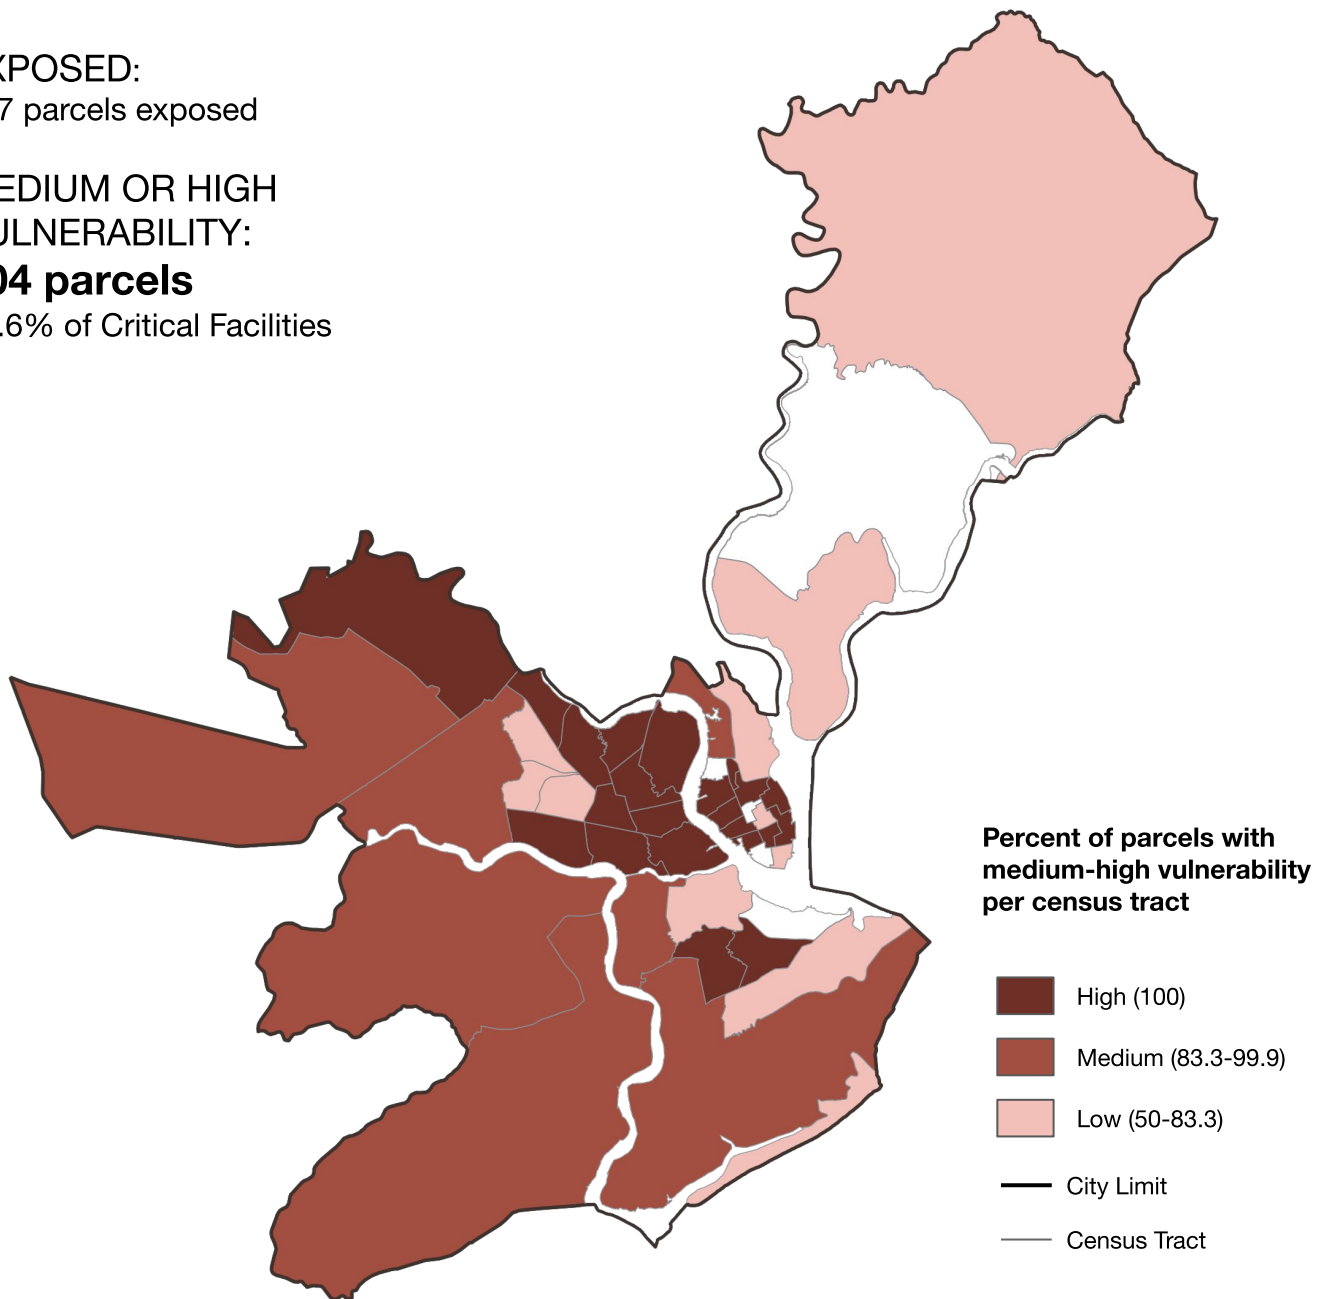 XPOSED:
7 parcels exposed
EDIUM OR HIGH
ULNERABILITY:
04 parcels
.6% of Critical Facilities
Percent of parcels with
medium-high vulnerability
per census tract
High (100)
Medium (83.3-99.9)
Low (50-83.3)
City Limit
Census Tract